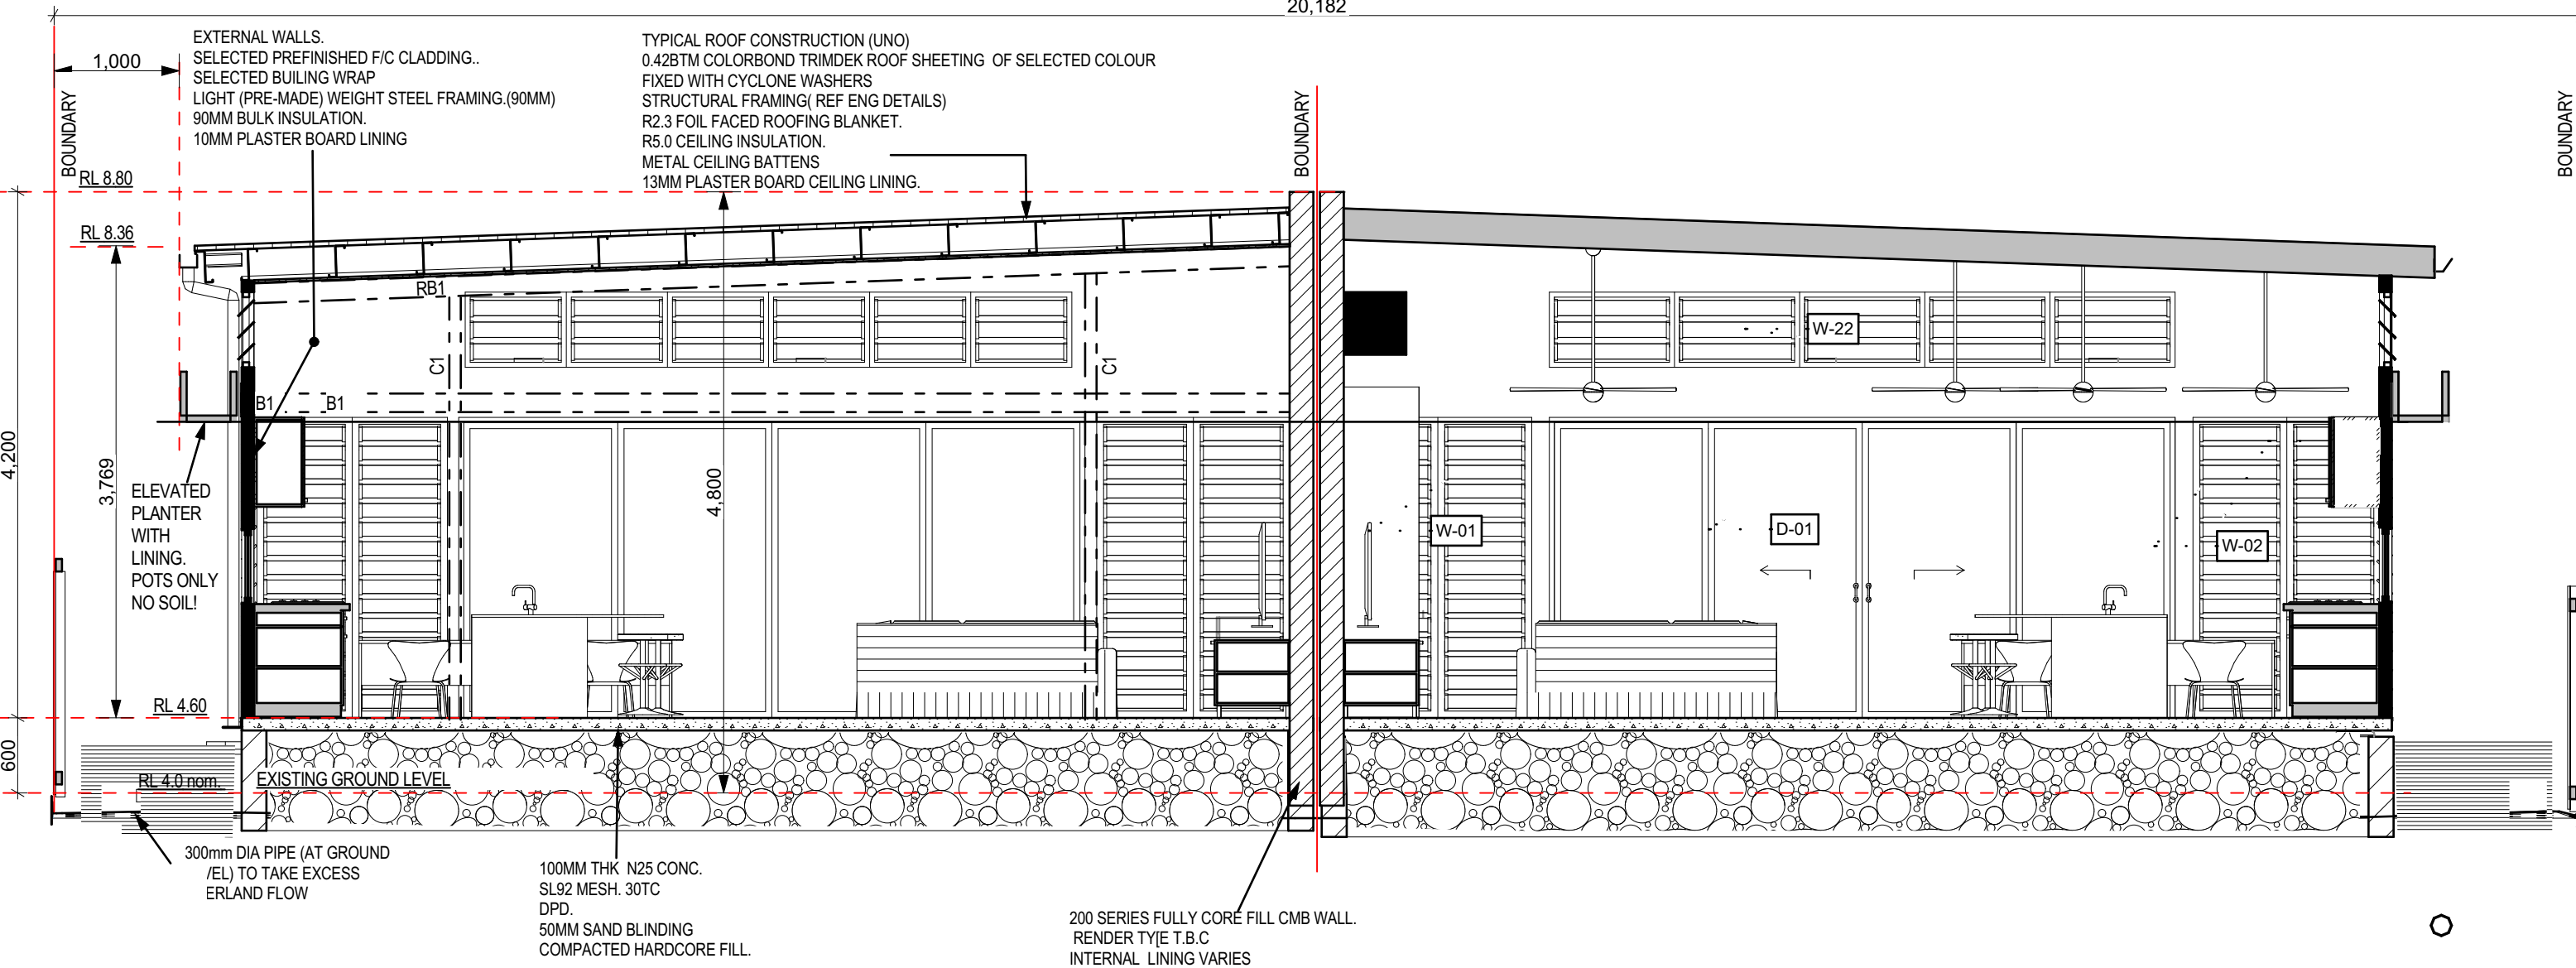 20,182
1,000
EXTERNAL WALLS.
SELECTED PREFINISHED F/C CLADDING..
SELECTED BUILING WRAP
LIGHT (PRE-MADE) WEIGHT STEEL FRAMING.(90MM)
90MM BULK INSULATION.
10MM PLASTER BOARD LINING
TYPICAL ROOF CONSTRUCTION (UNO)
0.42BTM COLORBOND TRIMDEK ROOF SHEETING OF SELECTED COLOUR
FIXED WITH CYCLONE WASHERS
STRUCTURAL FRAMING( REF ENG DETAILS)
R2.3 FOIL FACED ROOFING BLANKET.
R5.0 CEILING INSULATION.
METAL CEILING BATTENS
13MM PLASTER BOARD CEILING LINING.
BOUNDARY
BOUNDARY
BOUNDARY
RL 8.80
RL 8.36
RB1
C1
C1
W-22
B1
B1
4,200
3,769
4,800
ELEVATED
PLANTER
WITH
LINING.
POTS ONLY
NO SOIL!
W-01
D-01
W-02
RL 4.60
600
RL 4.0 nom.
EXISTING GROUND LEVEL
300mm DIA PIPE (AT GROUND
/EL) TO TAKE EXCESS
ERLAND FLOW
100MM THK N25 CONC.
SL92 MESH. 30TC
DPD.
50MM SAND BLINDING
COMPACTED HARDCORE FILL.
200 SERIES FULLY CORE FILL CMB WALL.
RENDER TY[E T.B.C
INTERNAL LINING VARIES